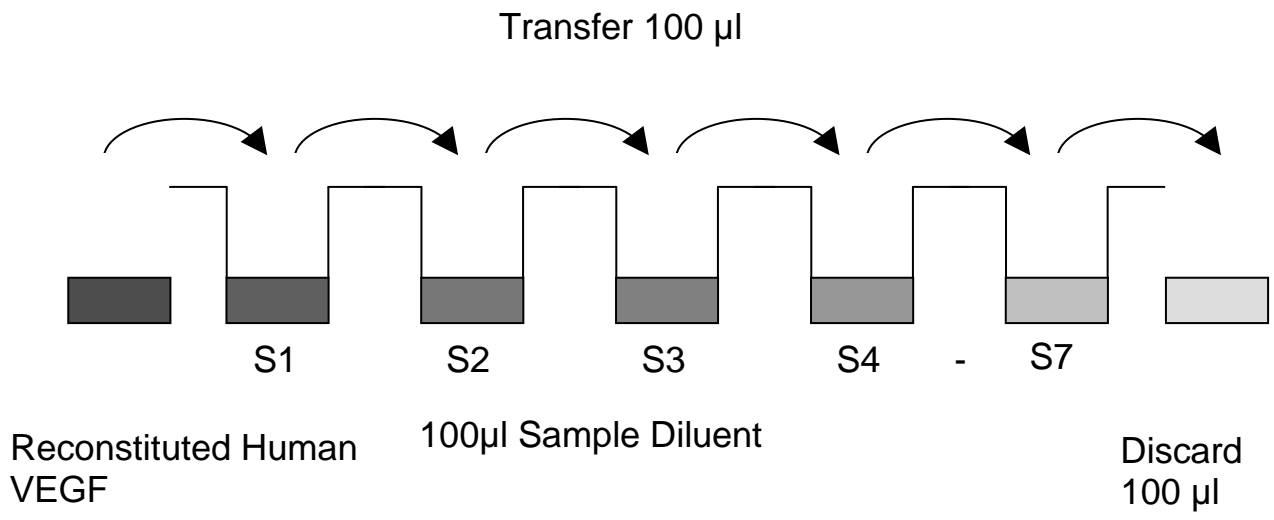 Transfer 100 µl
S1 S2 S3 S4 - S7
Reconstituted Human
VEGF
100µl Sample Diluent
Discard
100 µl